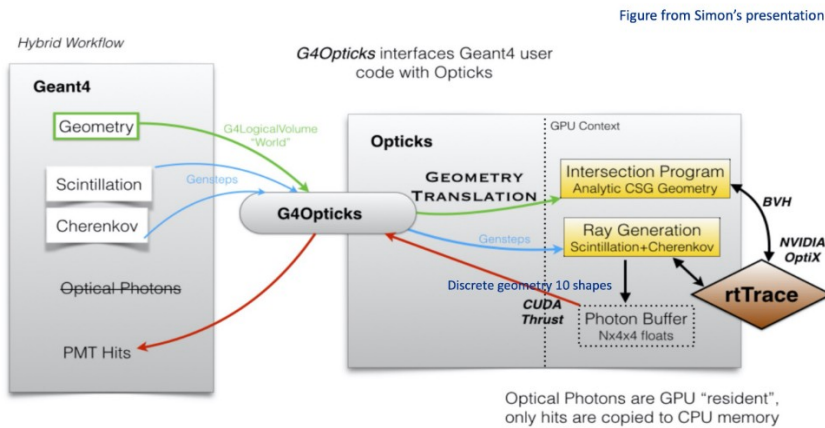 Figure from Simon's presentation
Hybrid Workflow
G4Opticks interfaces Geant4 user
code with Opticks
Geant4
Geometry
Scintillation
Cherenkov
Optical Photons
PMT Hits
G4LogicalVolume
"World"
Gensteps
G4Opticks
Opticks
GPU Context
GEOMETRY
TRANSLATION
Gensteps
Discrete geometry 10 shapes
CUDA
Thrust
Intersection Program
Analytic CSG Geometry
Ray Generation
Scintillation+Cherenkov
Photon Buffer
Nx4x4 floats
BVH
NVIDIA
OptiX
rtTrace
Optical Photons are GPU "resident",
only hits are copied to CPU memory